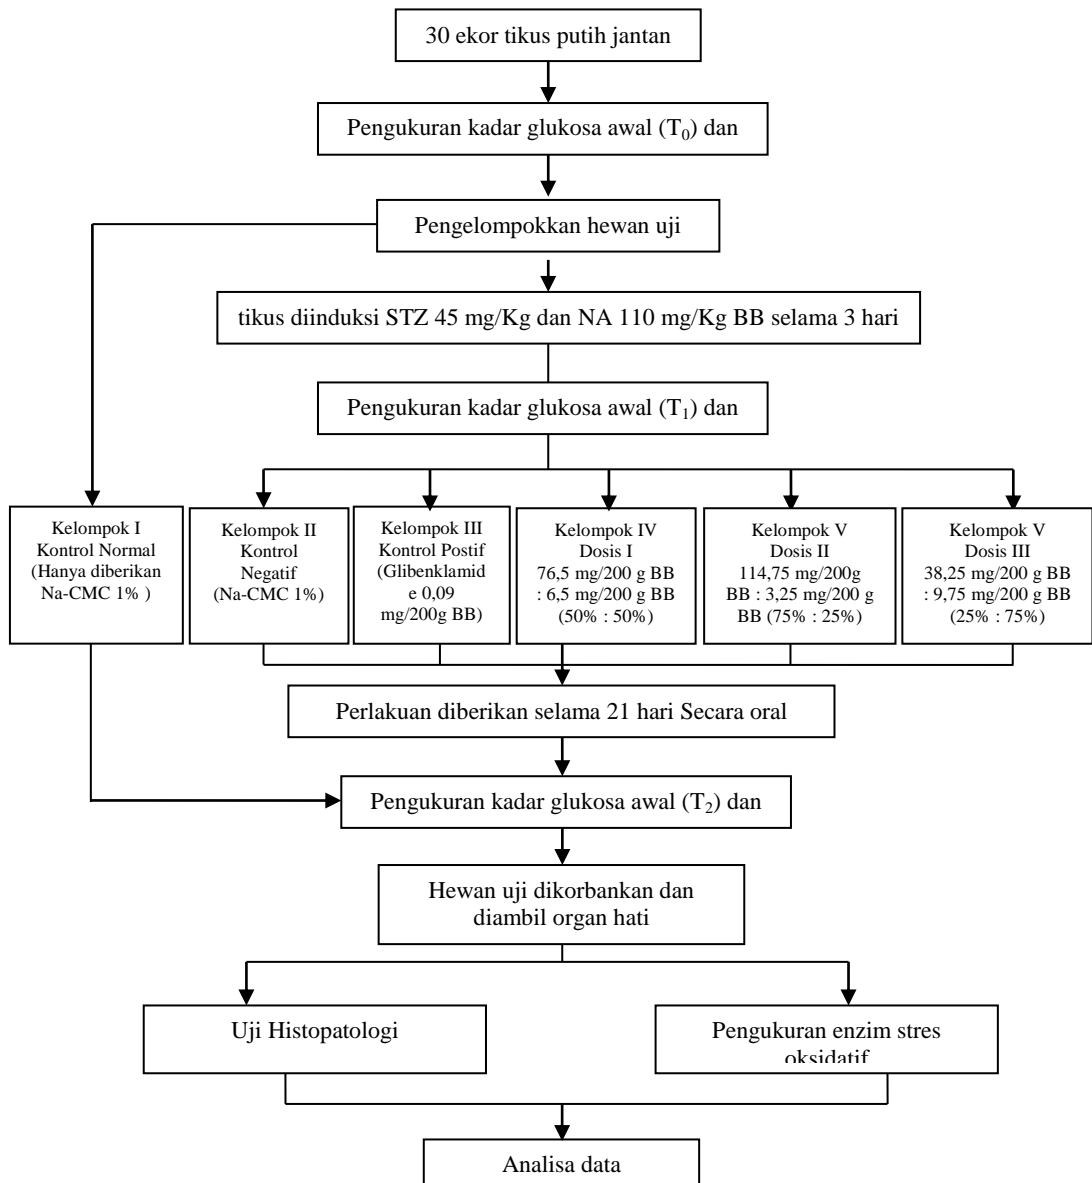 30 ekor tikus putih jantan
Pengukuran kadar glukosa awal (T₀) dan
Pengelompokkan hewan uji
tikus diinduksi STZ 45 mg/Kg dan NA 110 mg/Kg BB selama 3 hari
Pengukuran kadar glukosa awal (T₁) dan
Kelompok I
Kontrol Normal
(Hanya diberikan
Na-CMC 1% )
Kelompok II
Kontrol
Negatif
(Na-CMC 1%)
Kelompok III
Kontrol Postif
(Glibenklamid
e 0,09
mg/200g BB)
Kelompok IV
Dosis I
76,5 mg/200 g BB
: 6,5 mg/200 g BB
(50% : 50%)
Kelompok V
Dosis II
114,75 mg/200g
BB : 3,25 mg/200 g
BB (75% : 25%)
Kelompok V
Dosis III
38,25 mg/200 g BB
: 9,75 mg/200 g BB
(25% : 75%)
Perlakuan diberikan selama 21 hari Secara oral
Pengukuran kadar glukosa awal (T₂) dan
Hewan uji dikorbankan dan
diambil organ hati
Uji Histopatologi
Pengukuran enzim stres
oksidatif
Analisa data